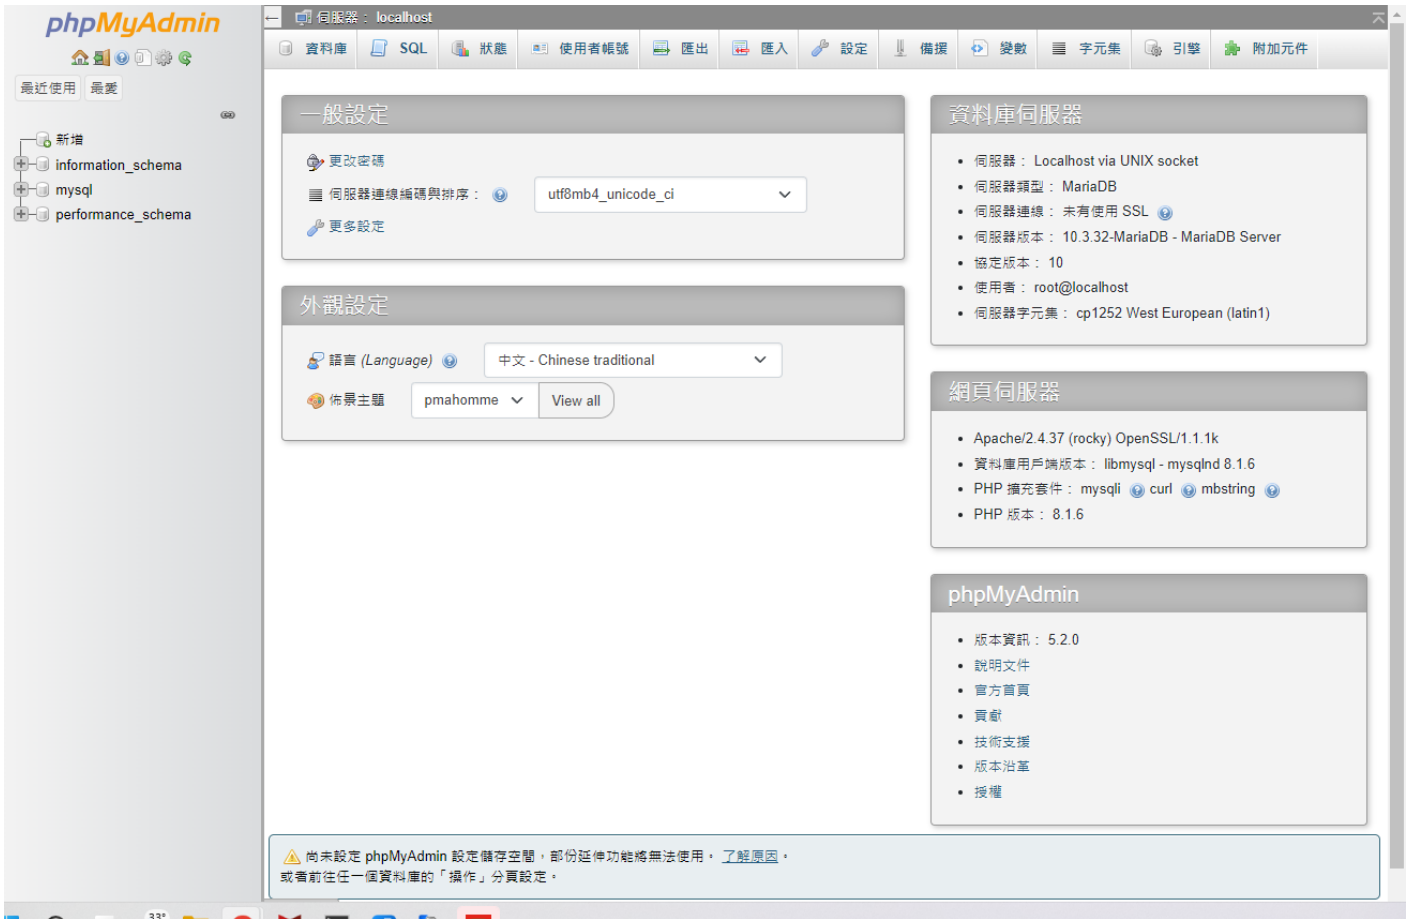 phpMyAdmin
最近使用 最愛
新增
information_schema
mysql
performance_schema
伺服器： localhost
資料庫 SQL 狀態 使用者帳號 匯出 匯入 設定 備援 變數 字元集 引擎 附加元件
一般設定
更改密碼
伺服器連線編碼與排序： utf8mb4_unicode_ci
更多設定
外觀設定
語言 (Language) 中文 - Chinese traditional
佈景主題 pmahomme View all
資料庫伺服器
伺服器： Localhost via UNIX socket
伺服器類型： MariaDB
伺服器連線： 未有使用 SSL
伺服器版本： 10.3.32-MariaDB - MariaDB Server
協定版本： 10
使用者： root@localhost
伺服器字元集： cp1252 West European (latin1)
網頁伺服器
Apache/2.4.37 (rocky) OpenSSL/1.1.1k
資料庫用戶端版本： libmysql - mysqlnd 8.1.6
PHP 擴充套件： mysqli curl mbstring
PHP 版本： 8.1.6
phpMyAdmin
版本資訊： 5.2.0
說明文件
官方首頁
貢獻
技術支援
版本沿革
授權
尚未設定 phpMyAdmin 設定儲存空間，部份延伸功能將無法使用。 了解原因。
或者前往任一個資料庫的「操作」分頁設定。
33°